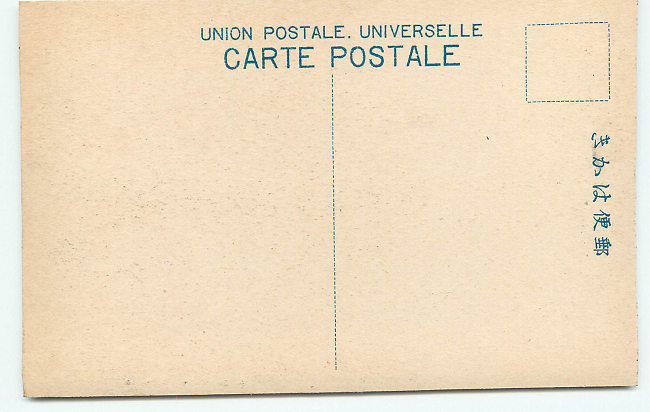 UNION POSTALE. UNIVERSELLE
CARTE POSTALE
郵便はかき